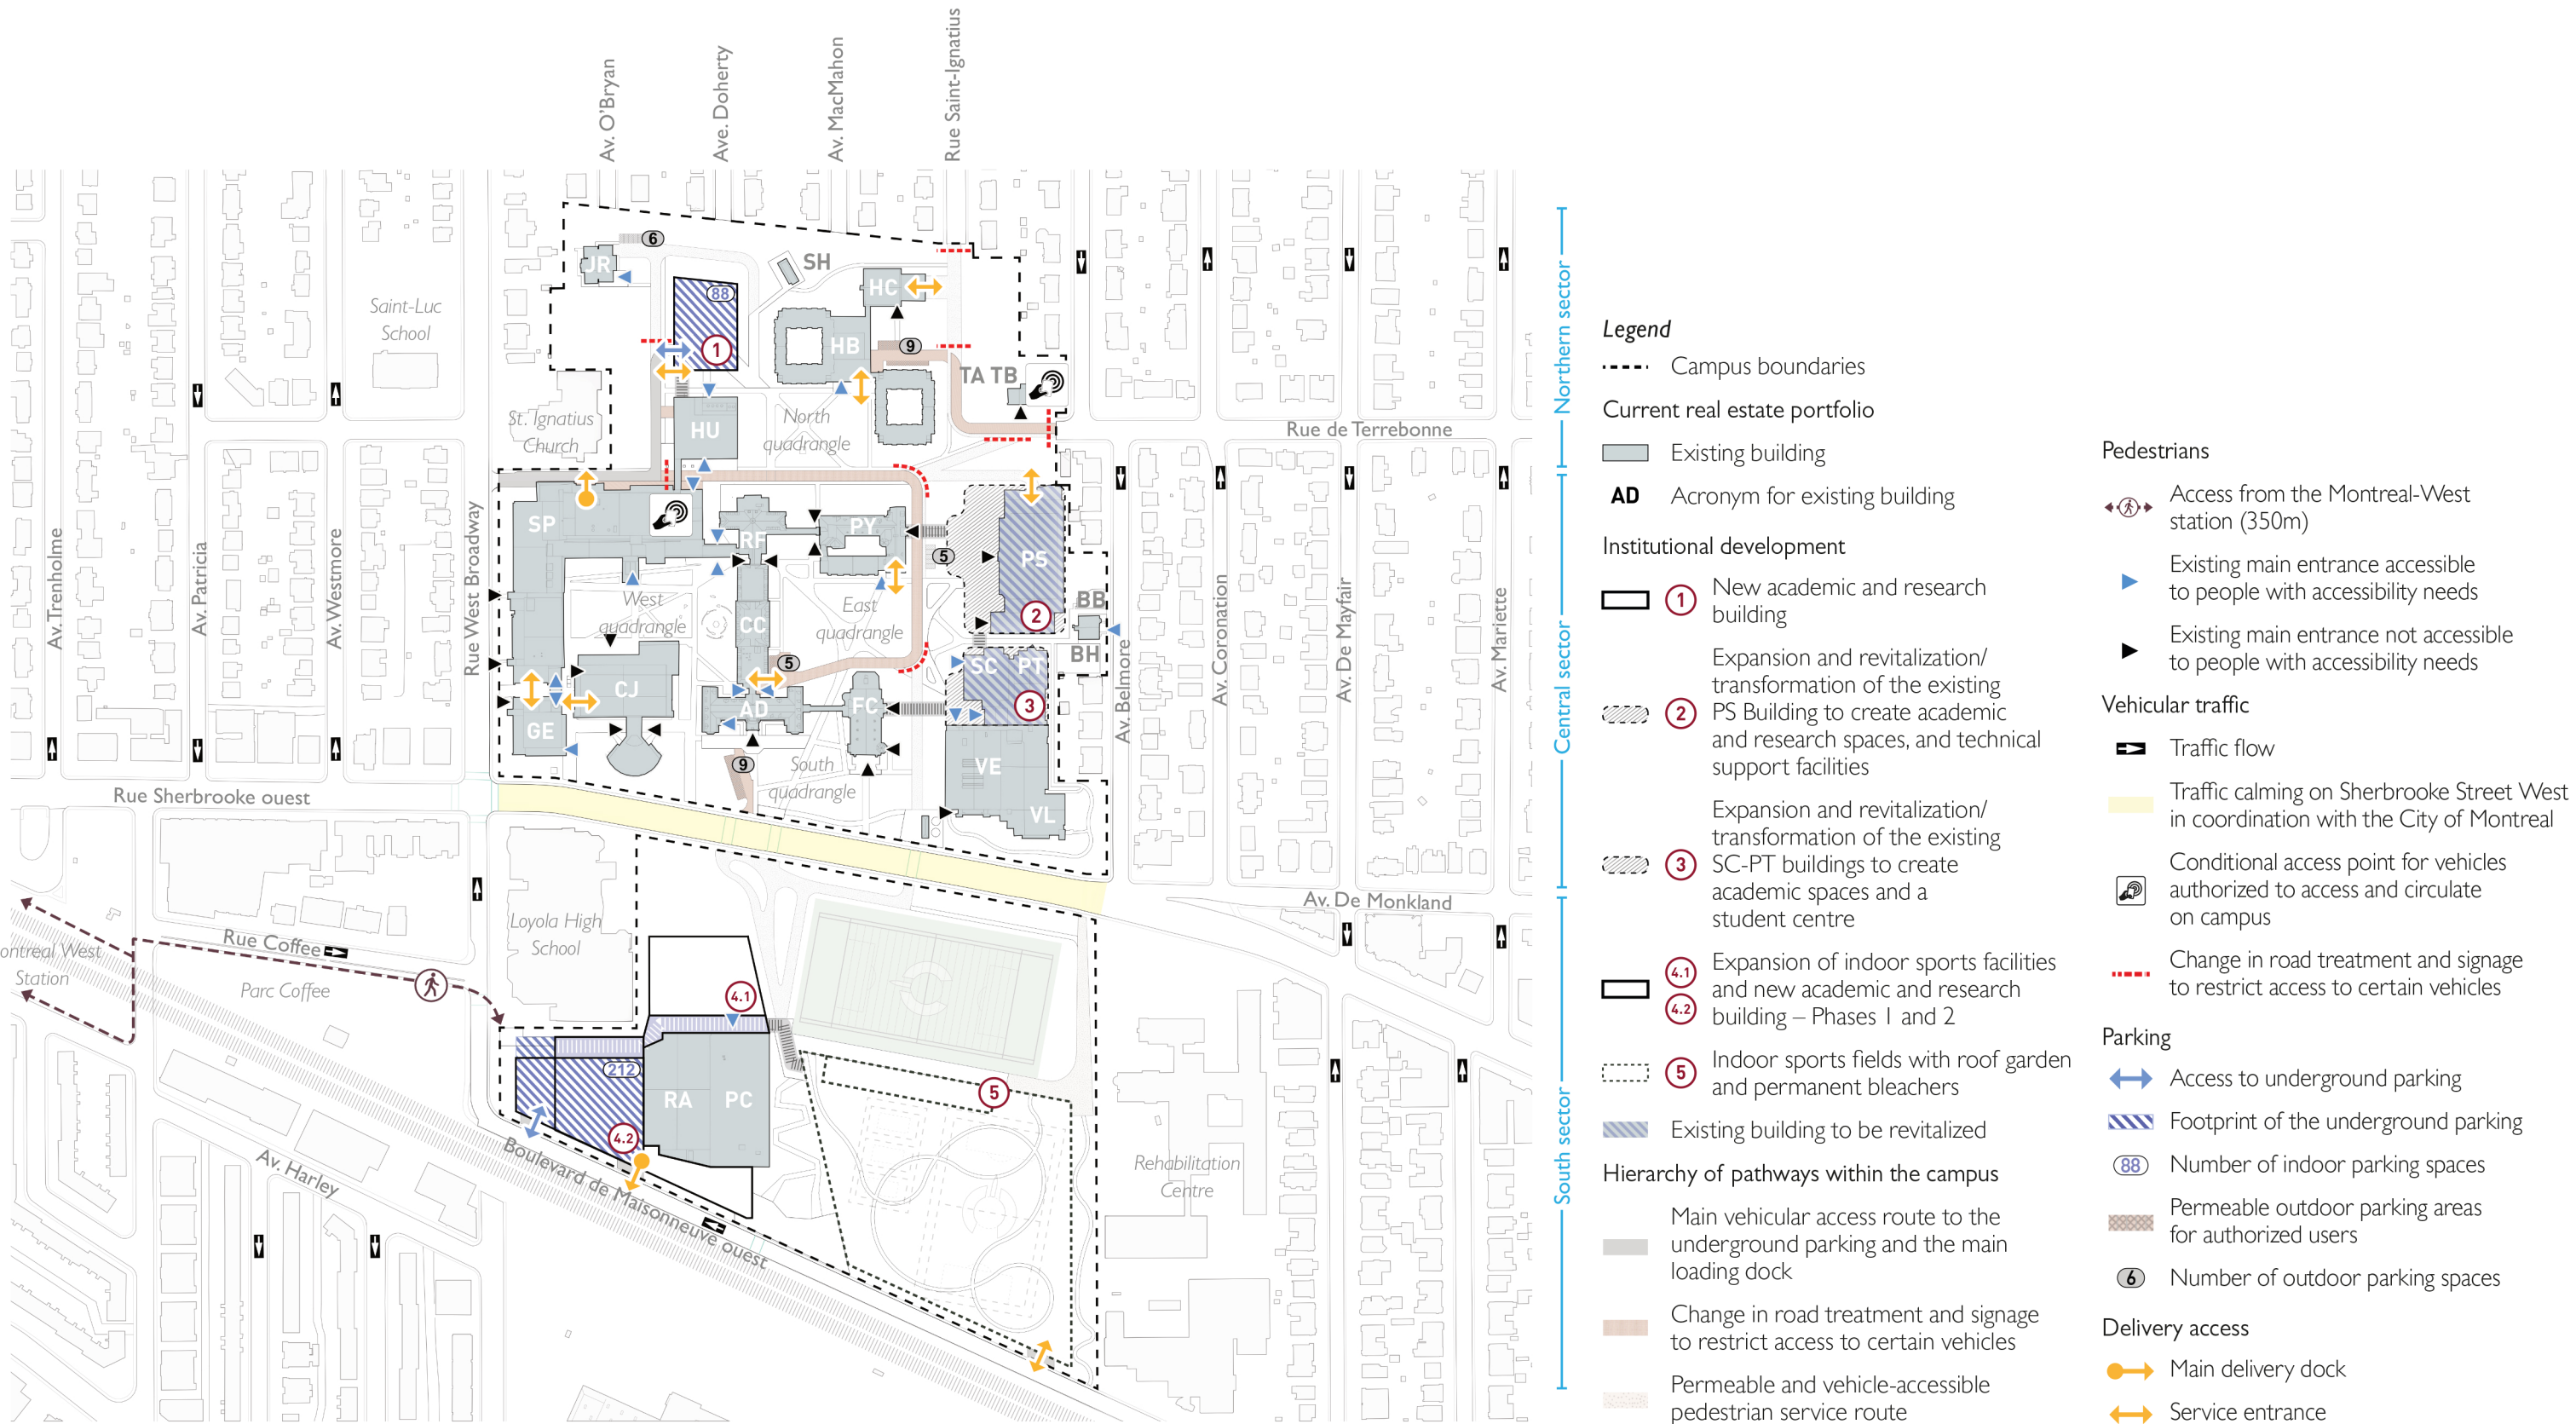 Av. O'Bryan
Ave. Doherty
Av. MacMahon
Rue Saint-Ignatius
6
JR
SH
88
HC
1
HB
9
TA TB
Saint-Luc
School
St. Ignatius
Church
HU
North
quadrangle
Rue de Terrebonne
SP
RF
PY
5
PS
2
West
quadrangle
CC
East
quadrangle
BB
BH
5
SC PT
3
CJ
AD
FC
GE
9
South
quadrangle
VE
VL
Av. Trenholme
Av. Patricia
Av. Westmore
Rue West Broadway
Av. Belmore
Av. Coronation
Av. De Mayfair
Av. Mariette
Rue Sherbrooke ouest
Av. De Monkland
Loyola High
School
Rue Coffee
ontreal West
Station
Parc Coffee
4.1
212
RA PC
4.2
5
Rehabilitation
Centre
Av. Harley
Boulevard de Maisonneuve ouest
Northern sector
Central sector
South sector
Legend
Campus boundaries
Current real estate portfolio
Existing building
AD Acronym for existing building
Institutional development
1 New academic and research
building
Expansion and revitalization/
transformation of the existing
2 PS Building to create academic
and research spaces, and technical
support facilities
Expansion and revitalization/
transformation of the existing
3 SC-PT buildings to create
academic spaces and a
student centre
4.1 Expansion of indoor sports facilities
and new academic and research
4.2 building – Phases 1 and 2
5 Indoor sports fields with roof garden
and permanent bleachers
Existing building to be revitalized
Hierarchy of pathways within the campus
Main vehicular access route to the
underground parking and the main
loading dock
Change in road treatment and signage
to restrict access to certain vehicles
Permeable and vehicle-accessible
pedestrian service route
Pedestrians
Access from the Montreal-West
station (350m)
Existing main entrance accessible
to people with accessibility needs
Existing main entrance not accessible
to people with accessibility needs
Vehicular traffic
Traffic flow
Traffic calming on Sherbrooke Street West
in coordination with the City of Montreal
Conditional access point for vehicles
authorized to access and circulate
on campus
Change in road treatment and signage
to restrict access to certain vehicles
Parking
Access to underground parking
Footprint of the underground parking
88 Number of indoor parking spaces
Permeable outdoor parking areas
for authorized users
6 Number of outdoor parking spaces
Delivery access
Main delivery dock
Service entrance